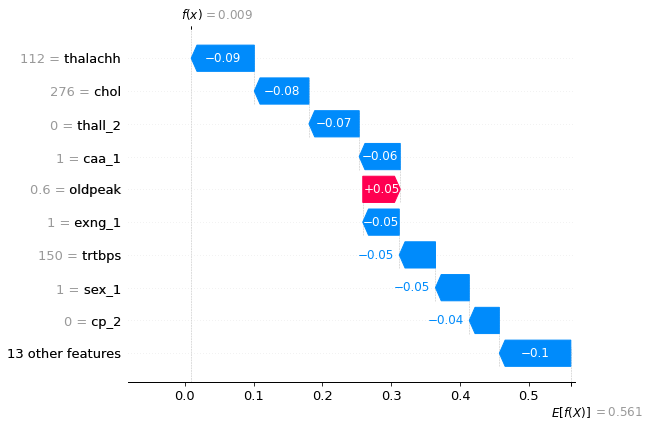 f(x) = 0.009
112 = thalachh
−0.09
276 = chol
−0.08
0 = thall_2
−0.07
1 = caa_1
−0.06
0.6 = oldpeak
+0.05
1 = exng_1
−0.05
150 = trtbps
−0.05
1 = sex_1
−0.05
0 = cp_2
−0.04
13 other features
−0.1
0.0 0.1 0.2 0.3 0.4 0.5
E[f(X)] = 0.561